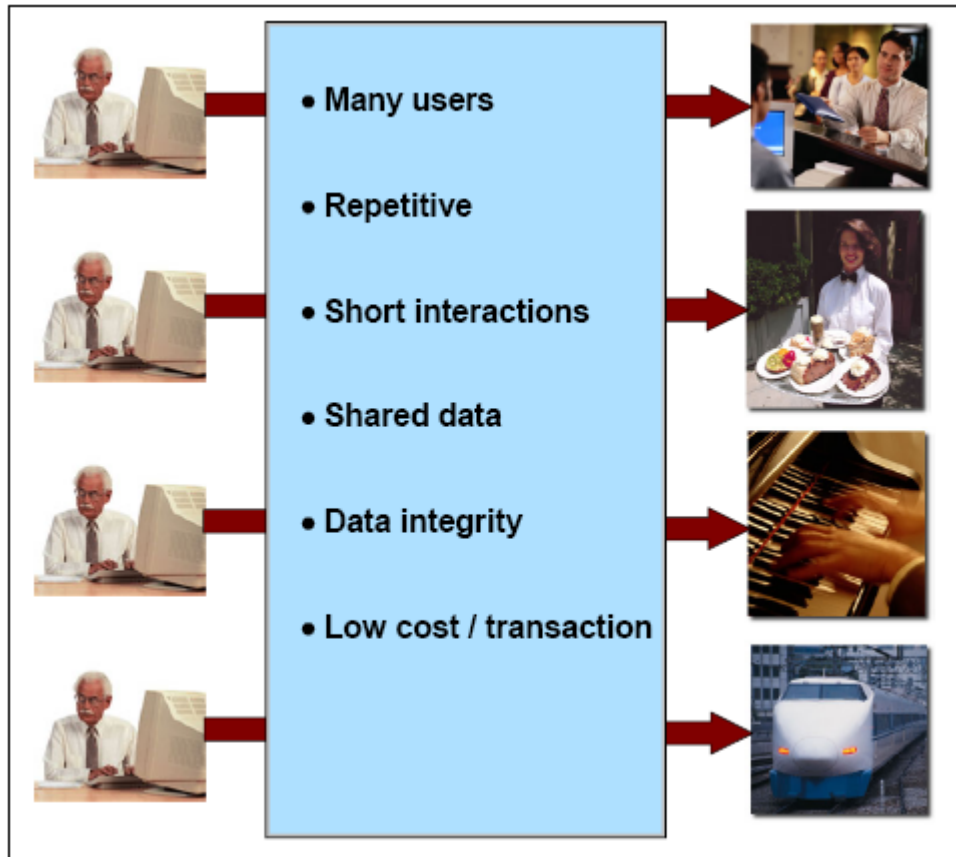 • Many users
• Repetitive
• Short interactions
• Shared data
• Data integrity
• Low cost / transaction